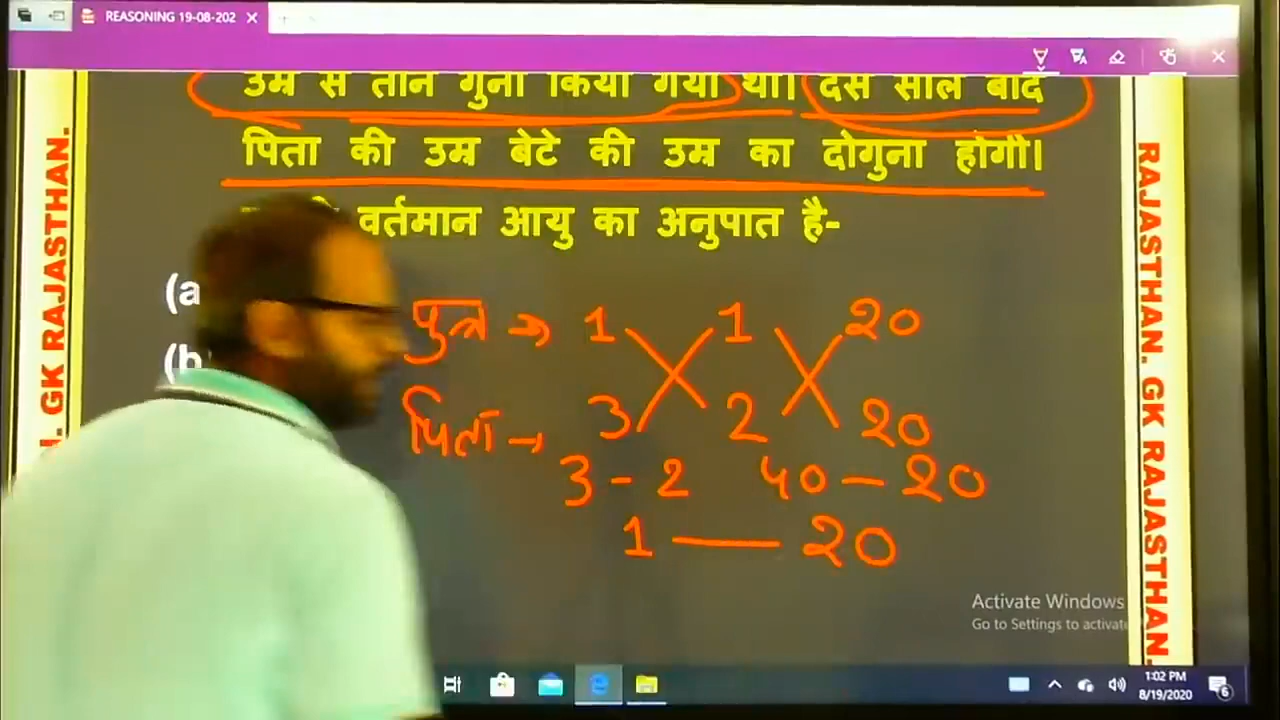 REASONING 19-08-202
उम्र से तीन गुना किया गया था। दस साल बाद
पिता की उम्र बेटे की उम्र का दोगुना होगी।
वर्तमान आयु का अनुपात है-
(a
(b
पुत्र → 1 1 20
पिता → 3 2 20
3 - 2 40 - 20
1 — 20
Activate Windows
Go to Settings to activate
1:02 PM
8/19/2020
6
N. GK RAJASTHAN.
RAJASTHAN. GK RAJASTHAN.